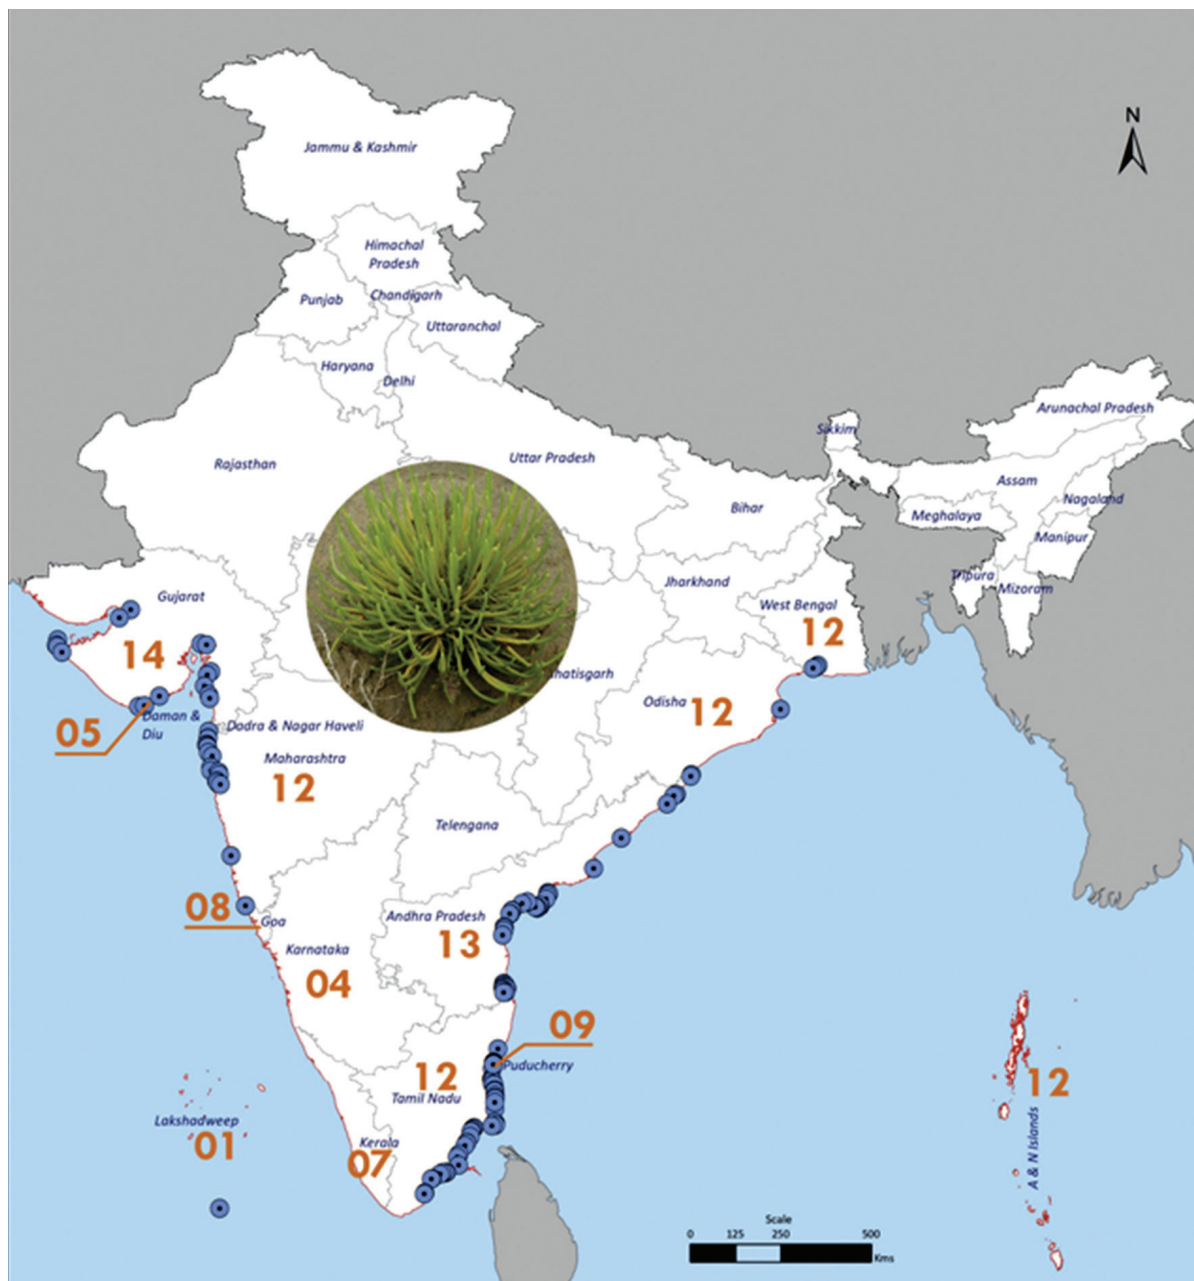 N
Jammu & Kashmir
Himachal
Pradesh
Punjab
Chandigarh
Uttaranchal
Haryana
Delhi
Arunachal Pradesh
Sikkim
Rajasthan
Uttar Pradesh
Assam
Nagaland
Bihar
Meghalaya
Manipur
Jharkhand
Tripura
Mizoram
Gujarat
West Bengal
12
14
hatisgarh
Odisha
12
05
Daman &
Diu
Dadra & Nagar Haveli
Maharashtra
12
Telengana
08
Goa
Andhra Pradesh
13
Karnataka
04
09
Puducherry
12
Tamil Nadu
12
A & N Islands
Lakshadweep
01
Kerala
07
Scale
0 125 250 500
Kms